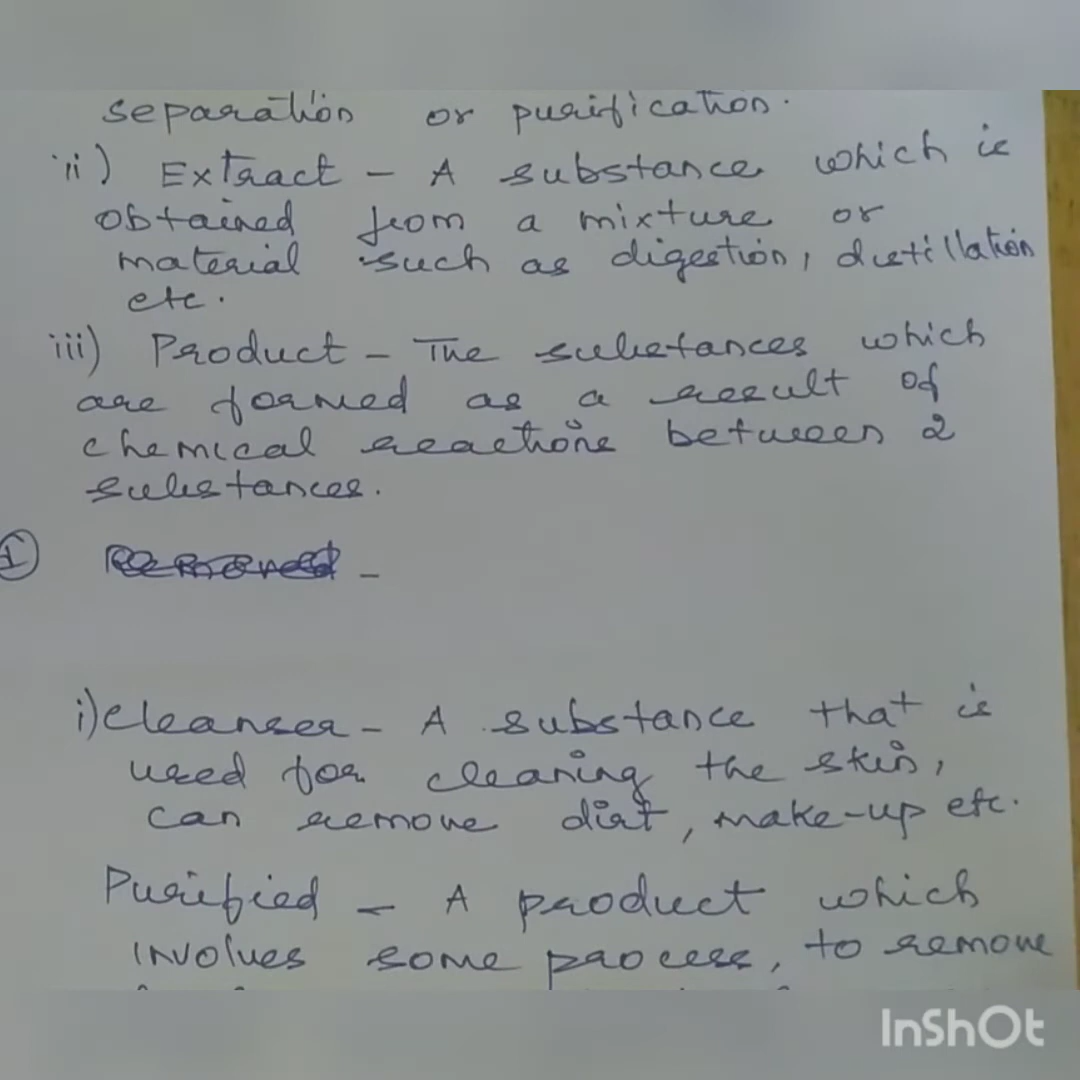 separation or purification.
ii) Extract - A substance which is
obtained from a mixture or
material such as digestion, distillation
etc.
iii) Product - The substances which
are formed as a result of
chemical reactions between 2
substances.
①
i) Cleanser - A substance that is
used for cleaning the skin,
can remove dirt, make-up etc.
Purified - A product which
involves some process, to remove
InShOt